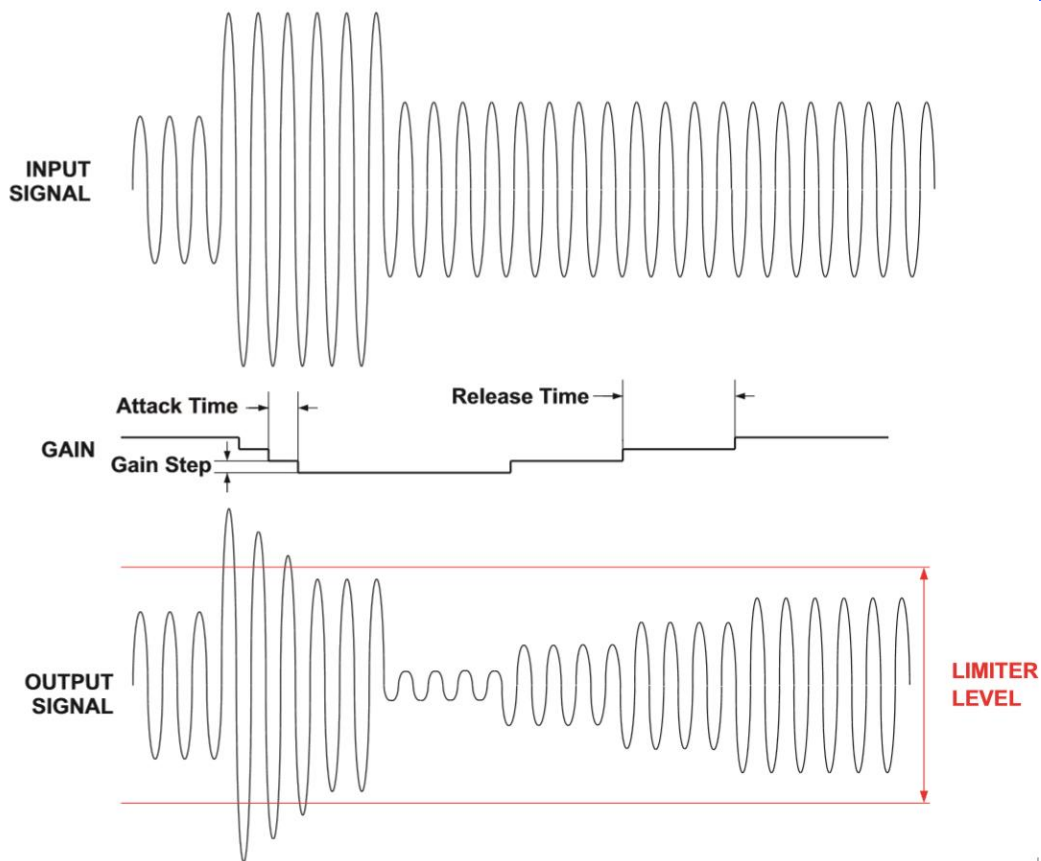 INPUT
SIGNAL
Attack Time
Release Time
GAIN
Gain Step
OUTPUT
SIGNAL
LIMITER
LEVEL